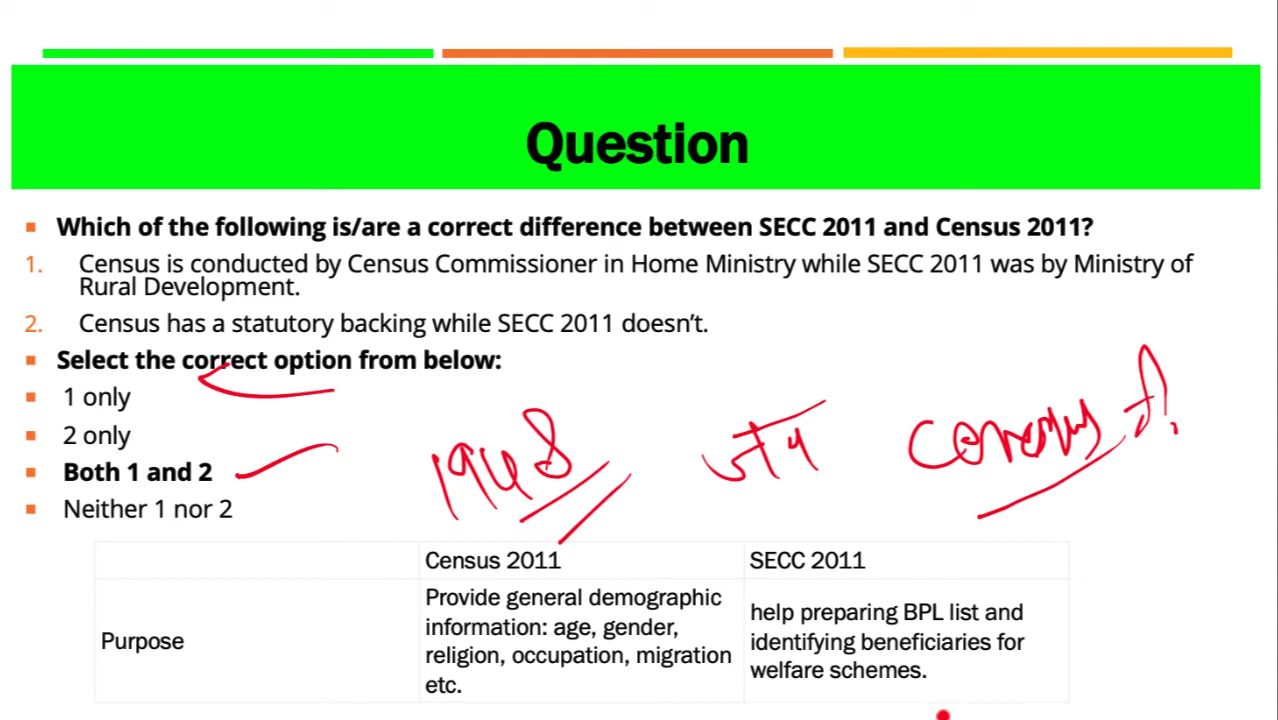 Question
Which of the following is/are a correct difference between SECC 2011 and Census 2011?
1. Census is conducted by Census Commissioner in Home Ministry while SECC 2011 was by Ministry of
Rural Development.
2. Census has a statutory backing while SECC 2011 doesn't.
Select the correct option from below:
1 only
2 only
Both 1 and 2
Neither 1 nor 2
1948
Census 2011 SECC 2011
Purpose
Provide general demographic
information: age, gender,
religion, occupation, migration
etc.
help preparing BPL list and
identifying beneficiaries for
welfare schemes.